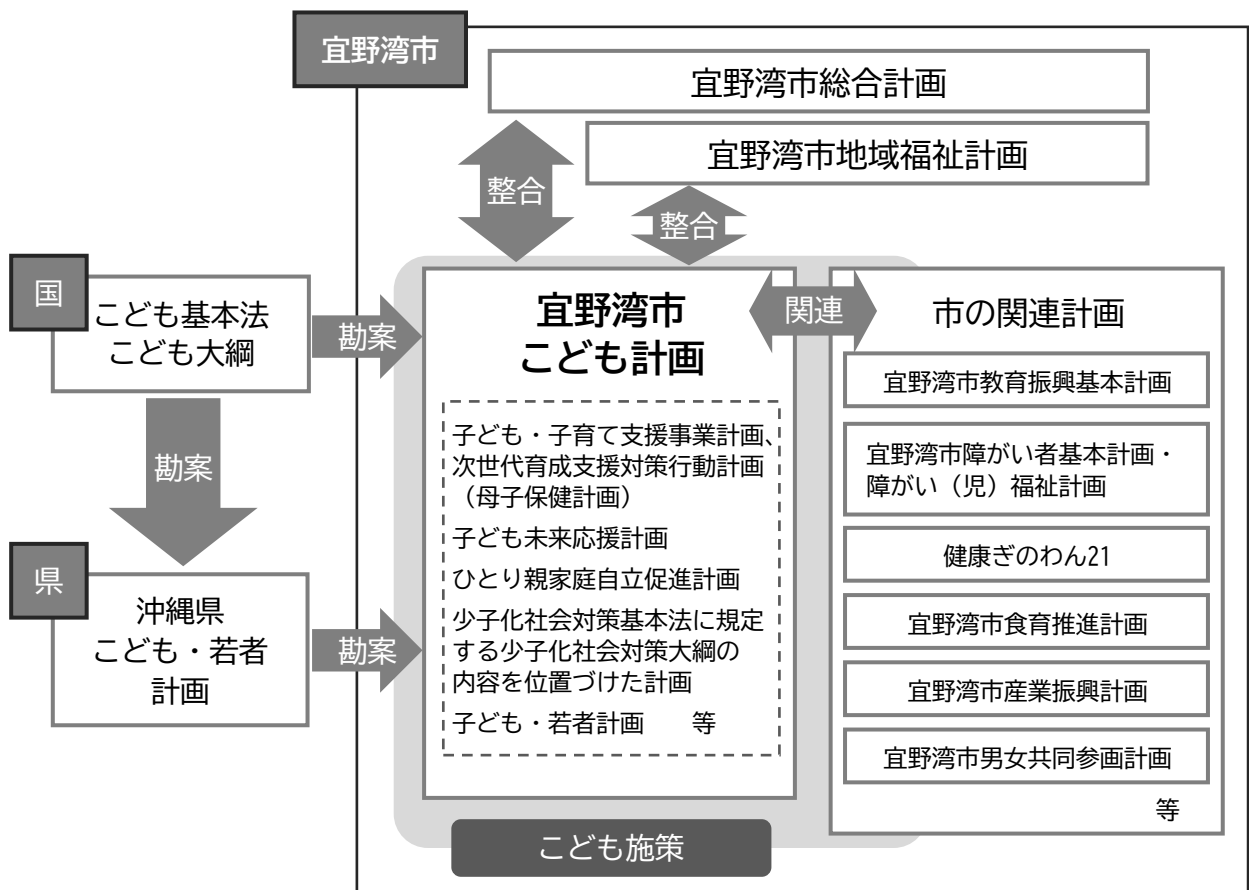 宜野湾市
宜野湾市総合計画
宜野湾市地域福祉計画
整合
整合
国
こども基本法
こども大綱
勘案
勘案
県
沖縄県
こども・若者
計画
勘案
宜野湾市
こども計画
子ども・子育て支援事業計画、
次世代育成支援対策行動計画
（母子保健計画）
子ども未来応援計画
ひとり親家庭自立促進計画
少子化社会対策基本法に規定
する少子化社会対策大綱の
内容を位置づけた計画
子ども・若者計画　等
関連
市の関連計画
宜野湾市教育振興基本計画
宜野湾市障がい者基本計画・
障がい（児）福祉計画
健康ぎのわん21
宜野湾市食育推進計画
宜野湾市産業振興計画
宜野湾市男女共同参画計画
等
こども施策